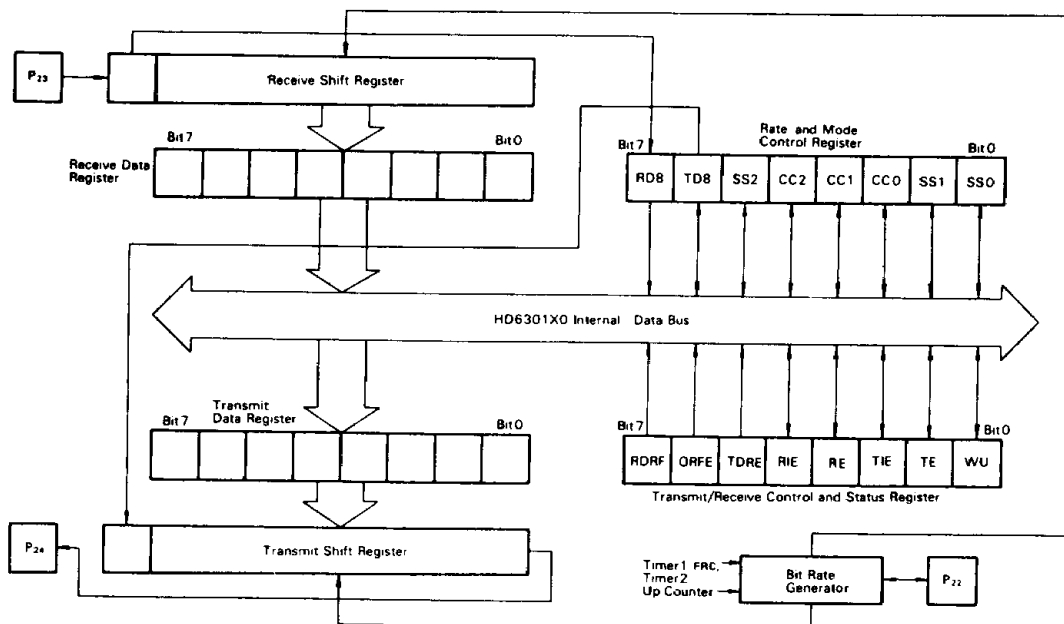 P23
Receive Shift Register
Bit 7
Bit 0
Receive Data
Register
Rate and Mode
Control Register
Bit 7
Bit 0
RD8 TD8 SS2 CC2 CC1 CC0 SS1 SS0
HD6301X0 Internal Data Bus
Transmit
Data Register
Bit 7
Bit 0
Bit 7
Bit 0
RDRF ORFE TDRE RIE RE TIE TE WU
Transmit/Receive Control and Status Register
P24
Transmit Shift Register
Timer1 FRC,
Timer2
Up Counter
Bit Rate
Generator
P22